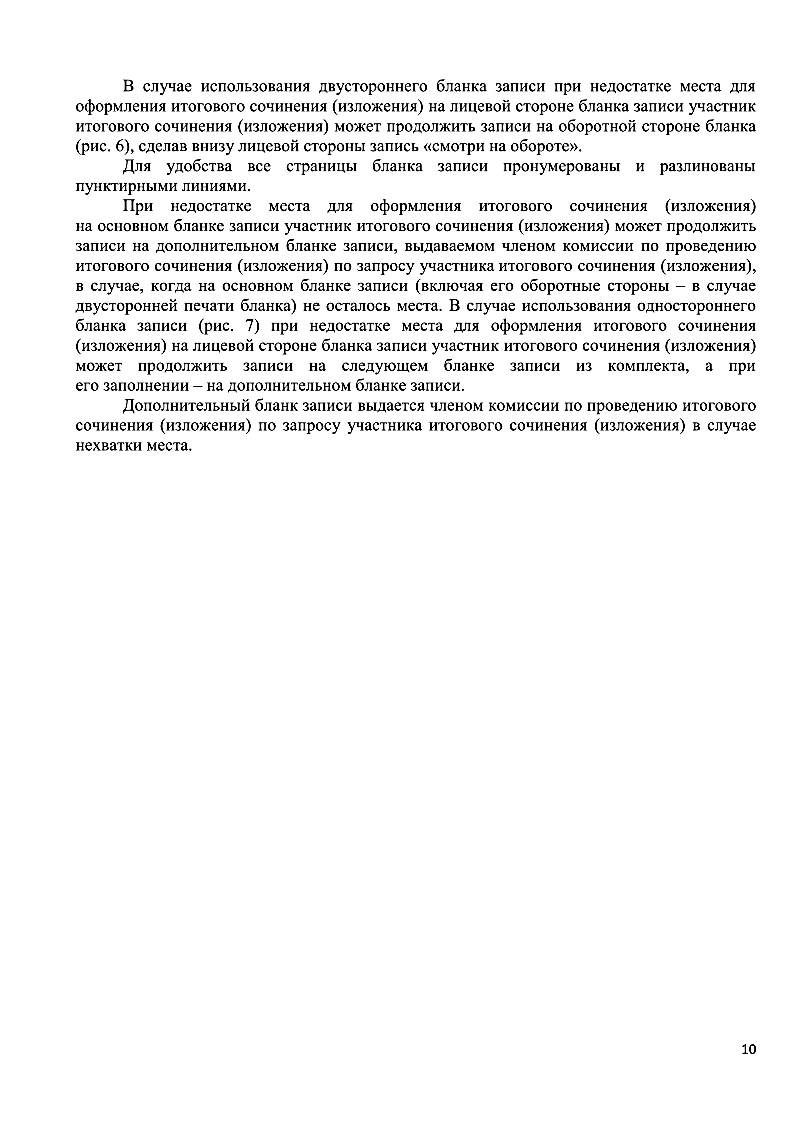 В случае использования двустороннего бланка записи при недостатке места для
оформления итогового сочинения (изложения) на лицевой стороне бланка записи участник
итогового сочинения (изложения) может продолжить записи на оборотной стороне бланка
(рис. 6), сделав внизу лицевой стороны запись «смотри на обороте».
Для удобства все страницы бланка записи пронумерованы и разлинованы
пунктирными линиями.
При недостатке места для оформления итогового сочинения (изложения)
на основном бланке записи участник итогового сочинения (изложения) может продолжить
записи на дополнительном бланке записи, выдаваемом членом комиссии по проведению
итогового сочинения (изложения) по запросу участника итогового сочинения (изложения),
в случае, когда на основном бланке записи (включая его оборотные стороны – в случае
двусторонней печати бланка) не осталось места. В случае использования одностороннего
бланка записи (рис. 7) при недостатке места для оформления итогового сочинения
(изложения) на лицевой стороне бланка записи участник итогового сочинения (изложения)
может продолжить записи на следующем бланке записи из комплекта, а при
его заполнении – на дополнительном бланке записи.
Дополнительный бланк записи выдается членом комиссии по проведению итогового
сочинения (изложения) по запросу участника итогового сочинения (изложения) в случае
нехватки места.
10